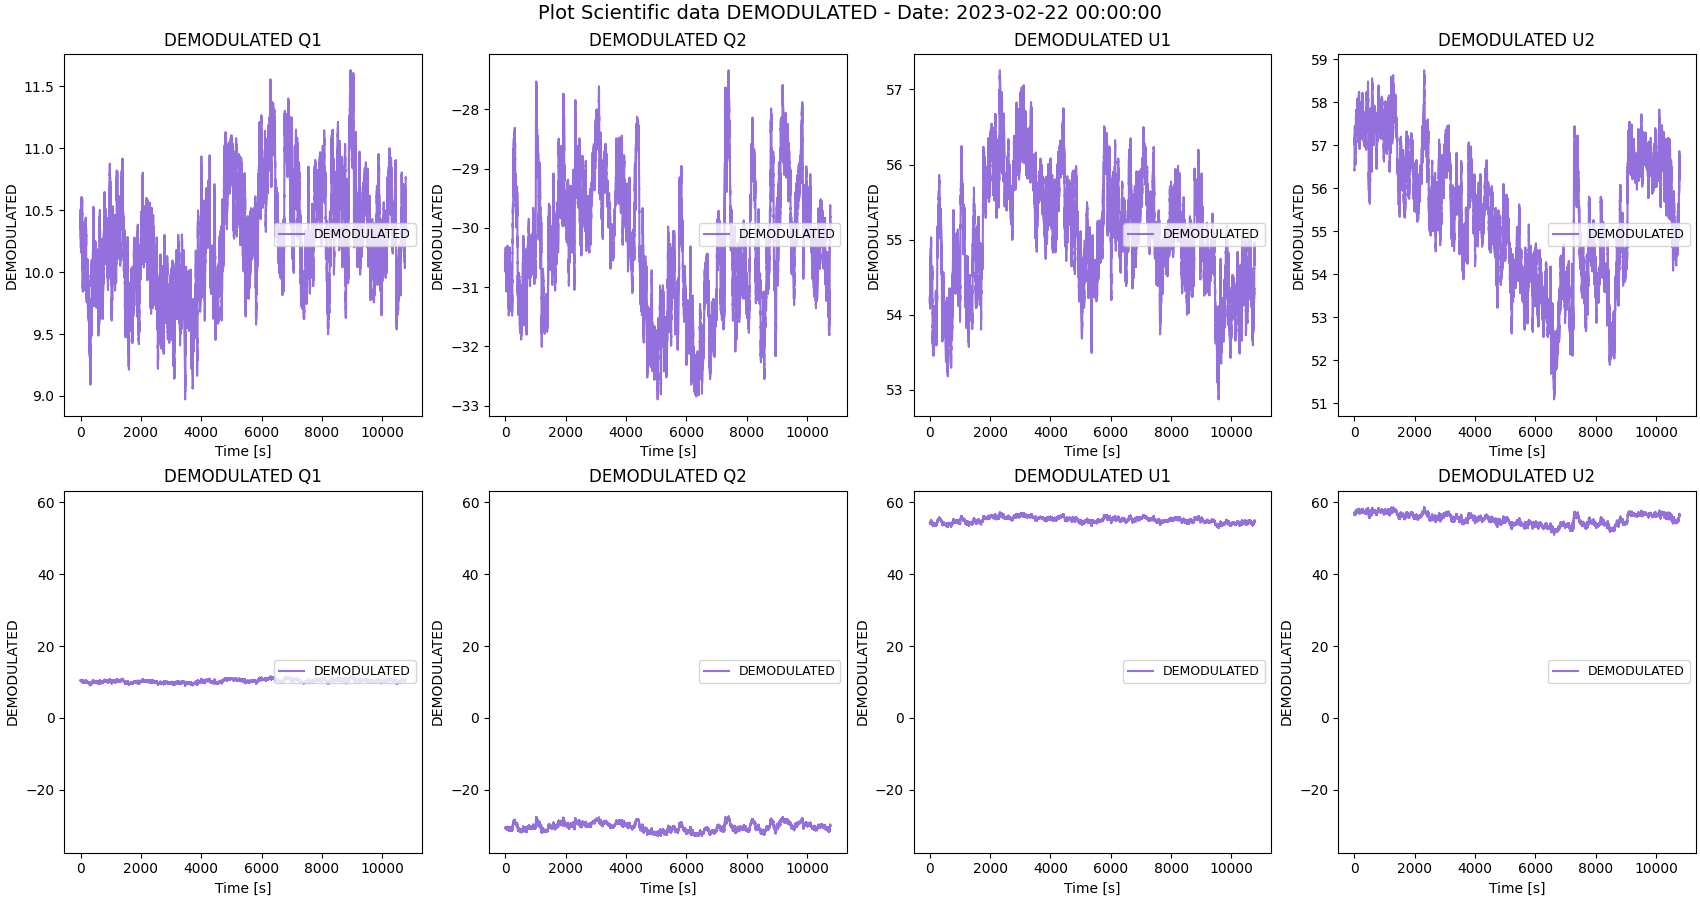 Plot Scientific data DEMODULATED - Date: 2023-02-22 00:00:00
DEMODULATED Q1
DEMODULATED
11.5
11.0
10.5
10.0
9.5
9.0
DEMODULATED
0 2000 4000 6000 8000 10000
Time [s]
DEMODULATED Q2
DEMODULATED
−28
−29
−30
−31
−32
−33
DEMODULATED
0 2000 4000 6000 8000 10000
Time [s]
DEMODULATED U1
DEMODULATED
57
56
55
54
53
DEMODULATED
0 2000 4000 6000 8000 10000
Time [s]
DEMODULATED U2
DEMODULATED
59
58
57
56
55
54
53
52
51
DEMODULATED
0 2000 4000 6000 8000 10000
Time [s]
DEMODULATED Q1
DEMODULATED
60
40
20
0
−20
DEMODULATED
0 2000 4000 6000 8000 10000
Time [s]
DEMODULATED Q2
DEMODULATED
60
40
20
0
−20
DEMODULATED
0 2000 4000 6000 8000 10000
Time [s]
DEMODULATED U1
DEMODULATED
60
40
20
0
−20
DEMODULATED
0 2000 4000 6000 8000 10000
Time [s]
DEMODULATED U2
DEMODULATED
60
40
20
0
−20
DEMODULATED
0 2000 4000 6000 8000 10000
Time [s]